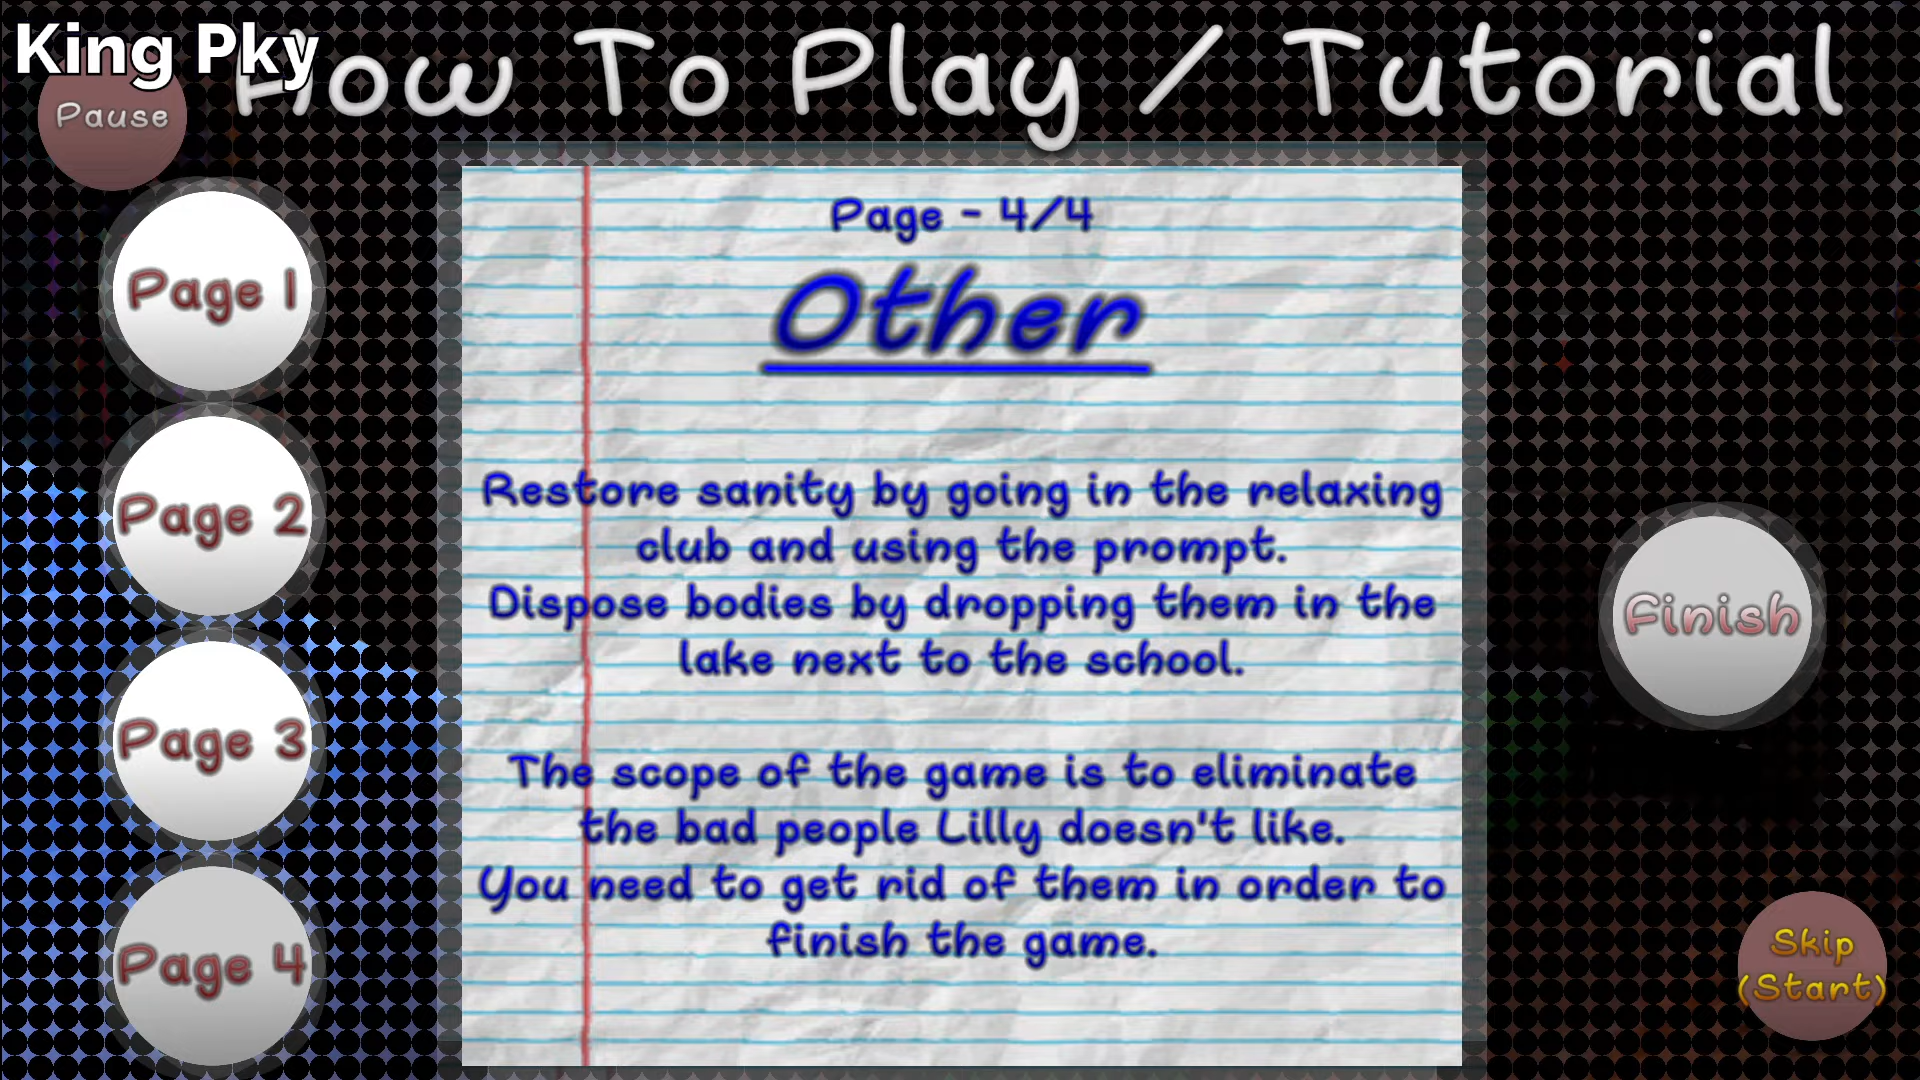 King Pky
How To Play / Tutorial
Pause
Page 1
Page 2
Page 3
Page 4
Page - 4/4
Other
Restore sanity by going in the relaxing
club and using the prompt.
Dispose bodies by dropping them in the
lake next to the school.
The scope of the game is to eliminate
the bad people Lilly doesn't like.
You need to get rid of them in order to
finish the game.
Finish
Skip
(Start)